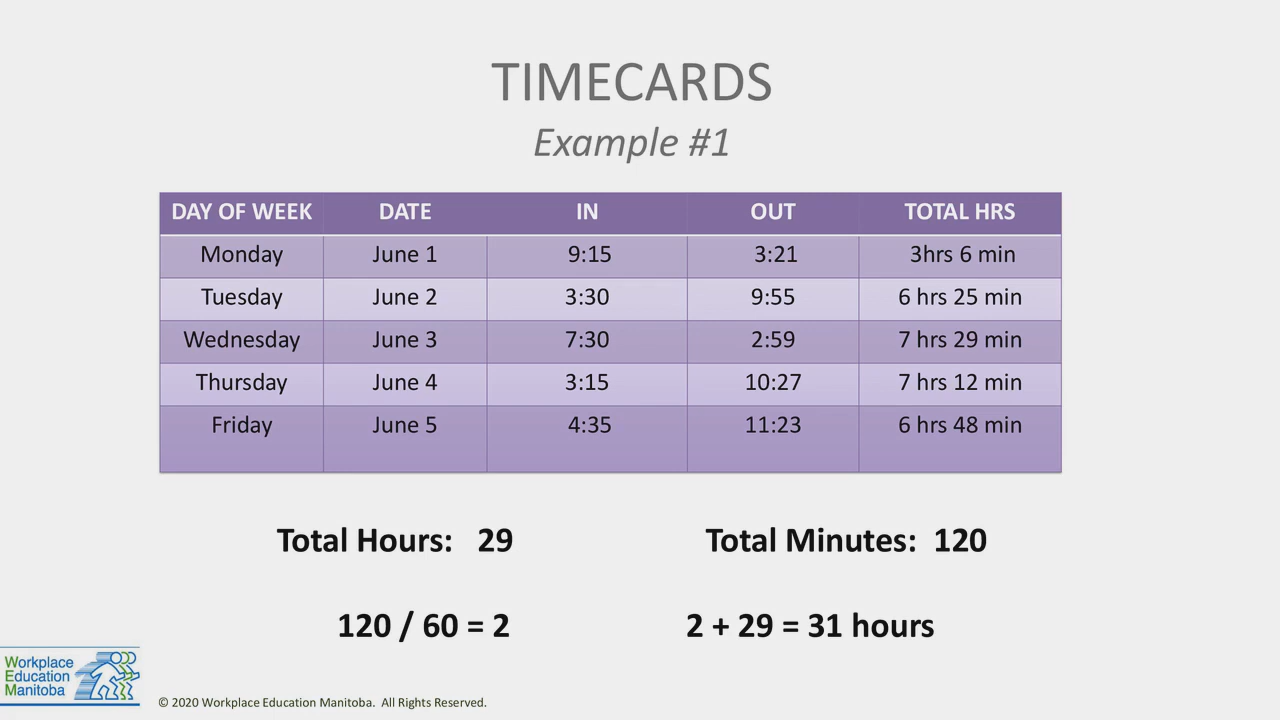 TIMECARDS
Example #1
DAY OF WEEK DATE IN OUT TOTAL HRS
Monday June 1 9:15 3:21 3hrs 6 min
Tuesday June 2 3:30 9:55 6 hrs 25 min
Wednesday June 3 7:30 2:59 7 hrs 29 min
Thursday June 4 3:15 10:27 7 hrs 12 min
Friday June 5 4:35 11:23 6 hrs 48 min
Total Hours: 29 Total Minutes: 120
120 / 60 = 2 2 + 29 = 31 hours
Workplace
Education
Manitoba
© 2020 Workplace Education Manitoba. All Rights Reserved.